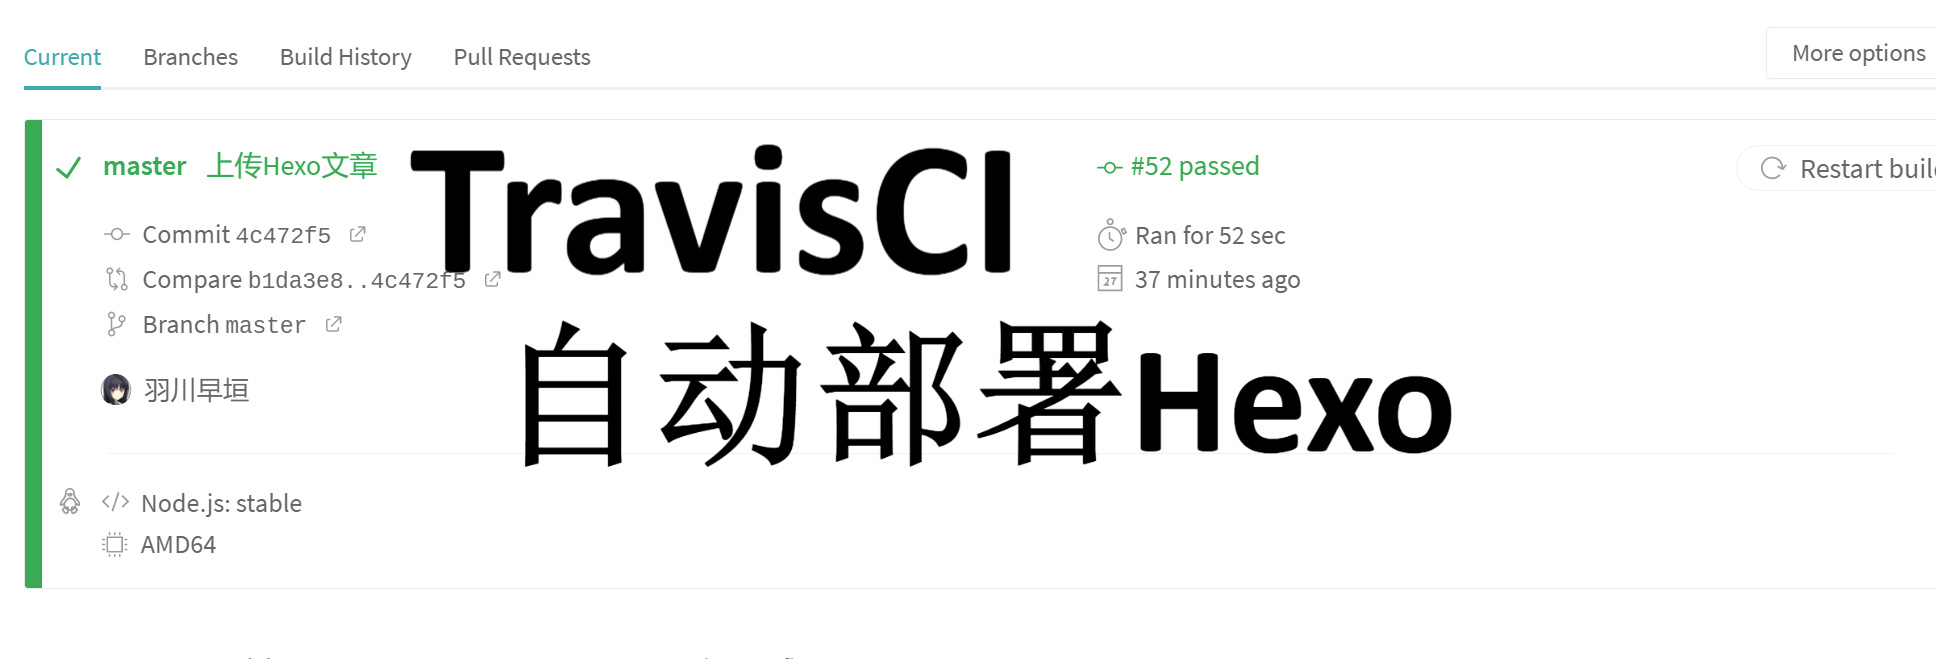 Current Branches Build History Pull Requests
More options
master 上传Hexo文章
#52 passed
Restart build
TravisCI
Commit 4c472f5
Ran for 52 sec
Compare b1da3e8..4c472f5
27
37 minutes ago
Branch master
自动部署Hexo
羽川早垣
</> Node.js: stable
AMD64